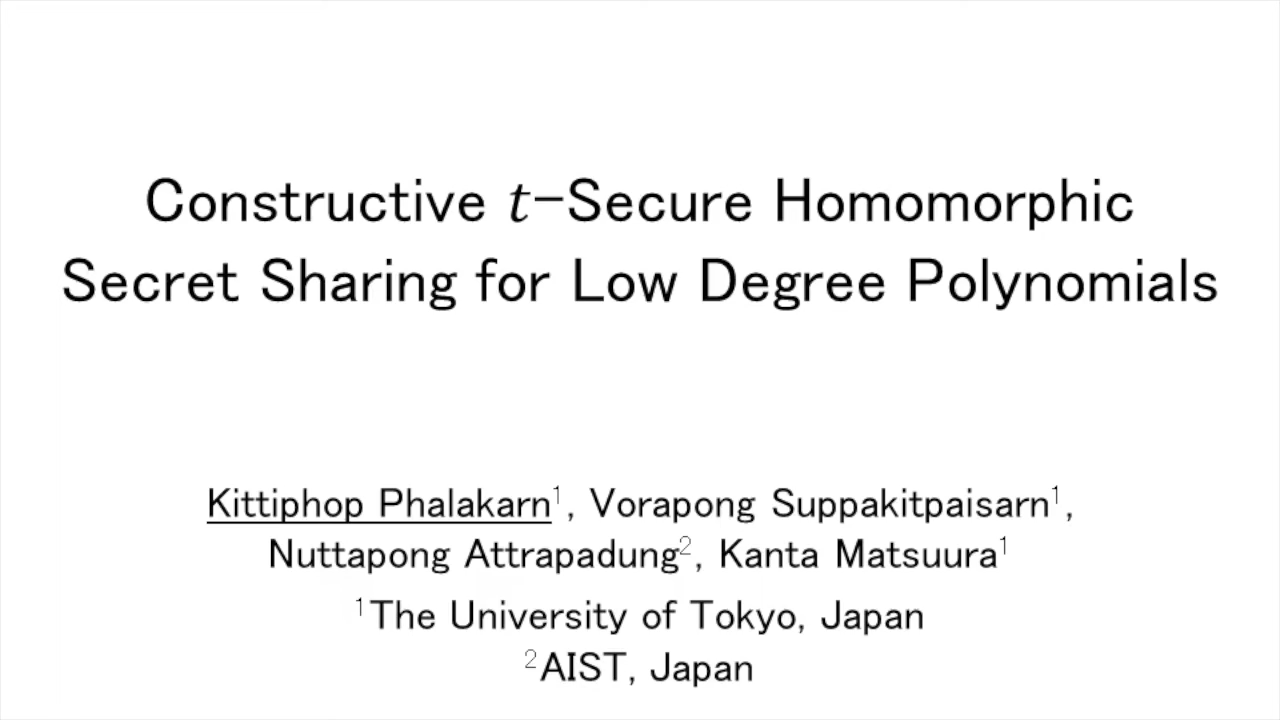 Constructive t-Secure Homomorphic
Secret Sharing for Low Degree Polynomials
Kittiphop Phalakarn¹, Vorapong Suppakitpaisarn¹,
Nuttapong Attrapadung², Kanta Matsuura¹
¹The University of Tokyo, Japan
²AIST, Japan